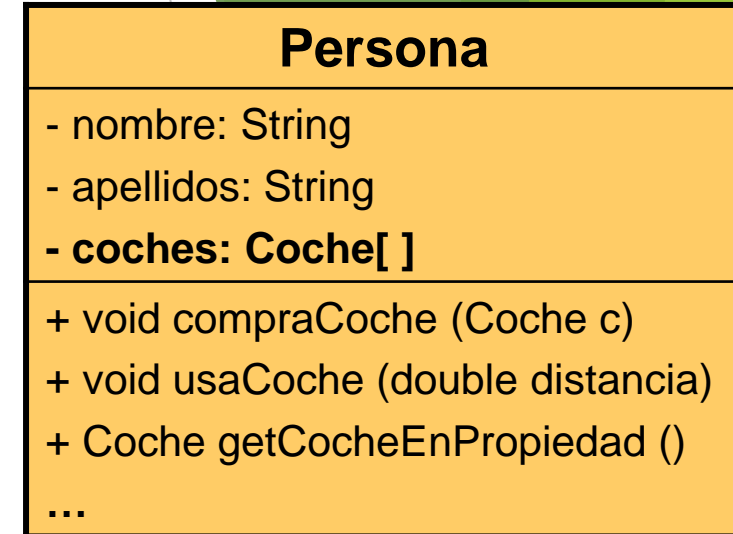 Persona
- nombre: String
- apellidos: String
- coches: Coche[ ]
+ void compraCoche (Coche c)
+ void usaCoche (double distancia)
+ Coche getCocheEnPropiedad ()
…